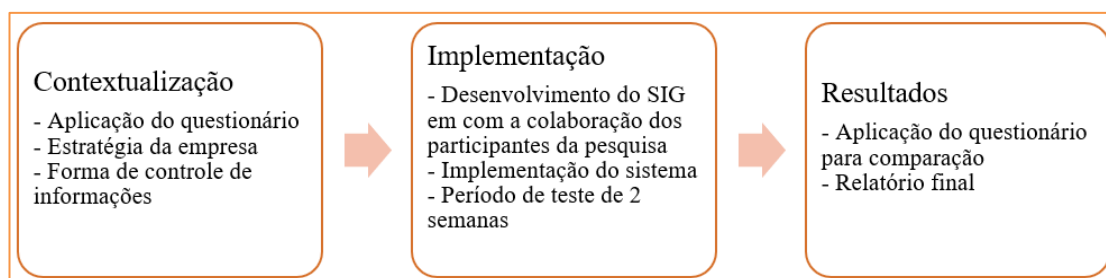 Contextualização
- Aplicação do questionário
- Estratégia da empresa
- Forma de controle de
informações
Implementação
- Desenvolvimento do SIG
em com a colaboração dos
participantes da pesquisa
- Implementação do sistema
- Período de teste de 2
semanas
Resultados
- Aplicação do questionário
para comparação
- Relatório final